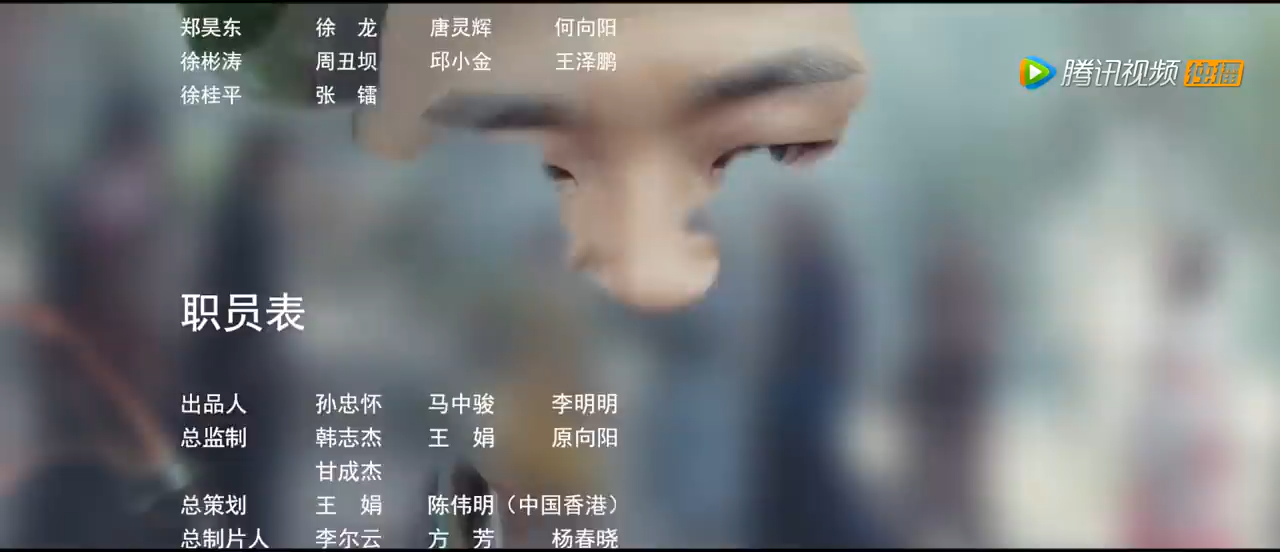 郑昊东 徐 龙 唐灵辉 何向阳
徐彬涛 周丑坝 邱小金 王泽鹏
徐桂平 张 镭
腾讯视频 独播
职员表
出品人 孙忠怀 马中骏 李明明
总监制 韩志杰 王 娟 原向阳
甘成杰
总策划 王 娟 陈伟明（中国香港）
总制片人 李尔云 方 芳 杨春晓